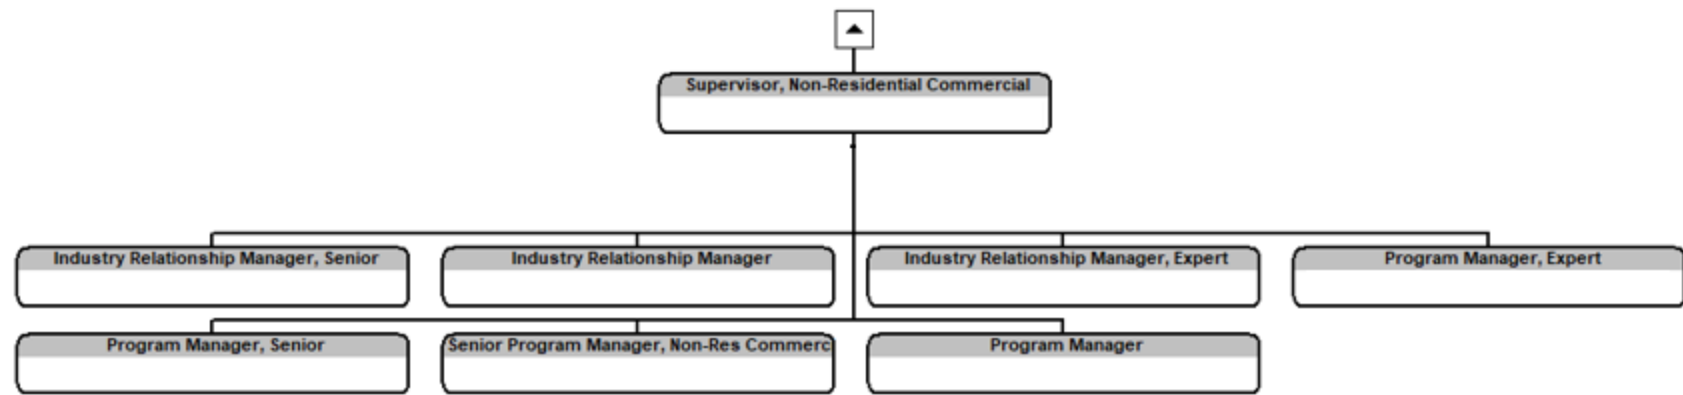 Supervisor, Non-Residential Commercial
Industry Relationship Manager, Senior
Industry Relationship Manager
Industry Relationship Manager, Expert
Program Manager, Expert
Program Manager, Senior
Senior Program Manager, Non-Res Commerc
Program Manager